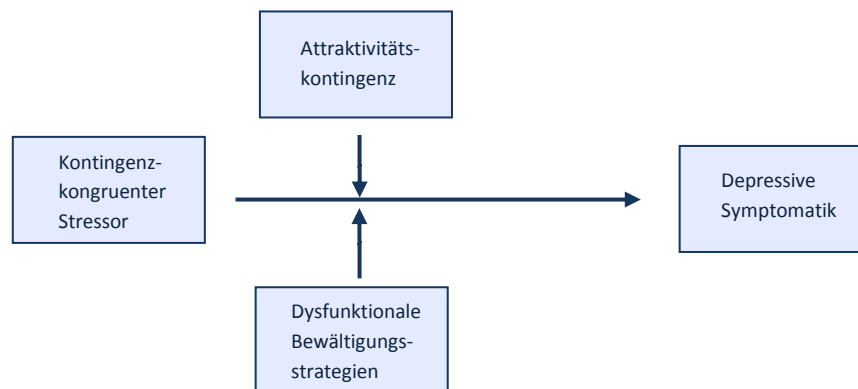 Attraktivitäts-
kontingenz
Kontingenz-
kongruenter
Stressor
Depressive
Symptomatik
Dysfunktionale
Bewältigungs-
strategien